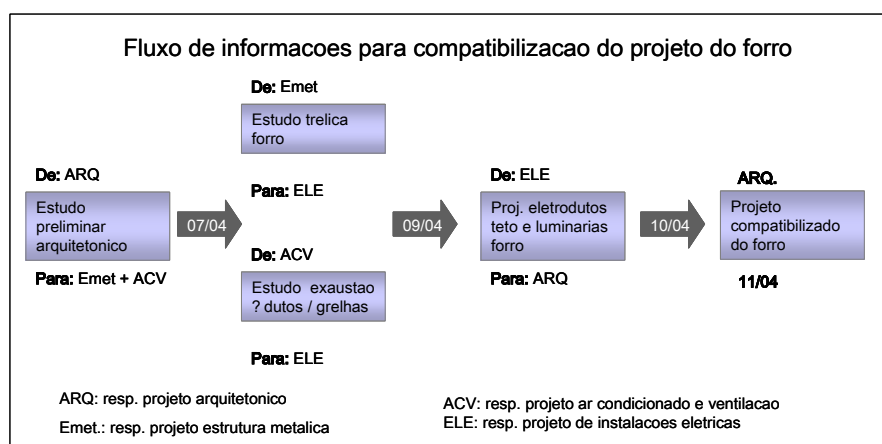 Fluxo de informacoes para compatibilizacao do projeto do forro
De: ARQ
Estudo
preliminar
arquitetonico
Para: Emet + ACV
07/04
De: Emet
Estudo trelica
forro
Para: ELE
De: ACV
Estudo exaustao
? dutos / grelhas
Para: ELE
09/04
De: ELE
Proj. eletrodutos
teto e luminarias
forro
Para: ARQ
10/04
ARQ.
Projeto
compatibilizado
do forro
11/04
ARQ: resp. projeto arquitetonico
Emet.: resp. projeto estrutura metalica
ACV: resp. projeto ar condicionado e ventilacao
ELE: resp. projeto de instalacoes eletricas